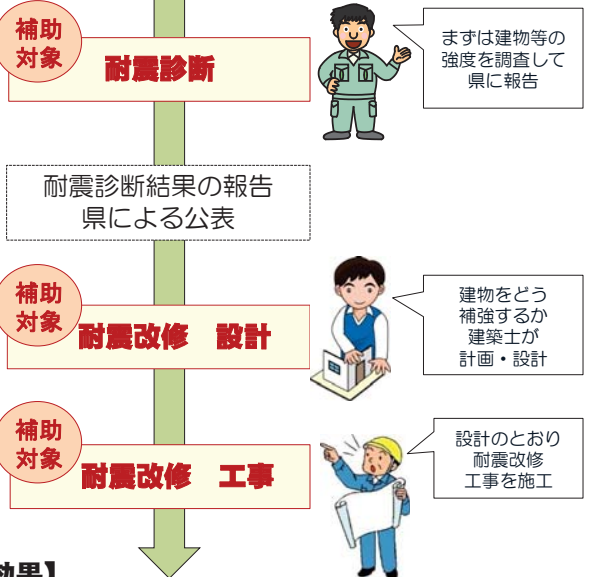 補助
対象
耐震診断
まずは建物等の
強度を調査して
県に報告
耐震診断結果の報告
県による公表
補助
対象
耐震改修 設計
建物をどう
補強するか
建築士が
計画・設計
補助
対象
耐震改修 工事
設計のとおり
耐震改修
工事を施工
効果】